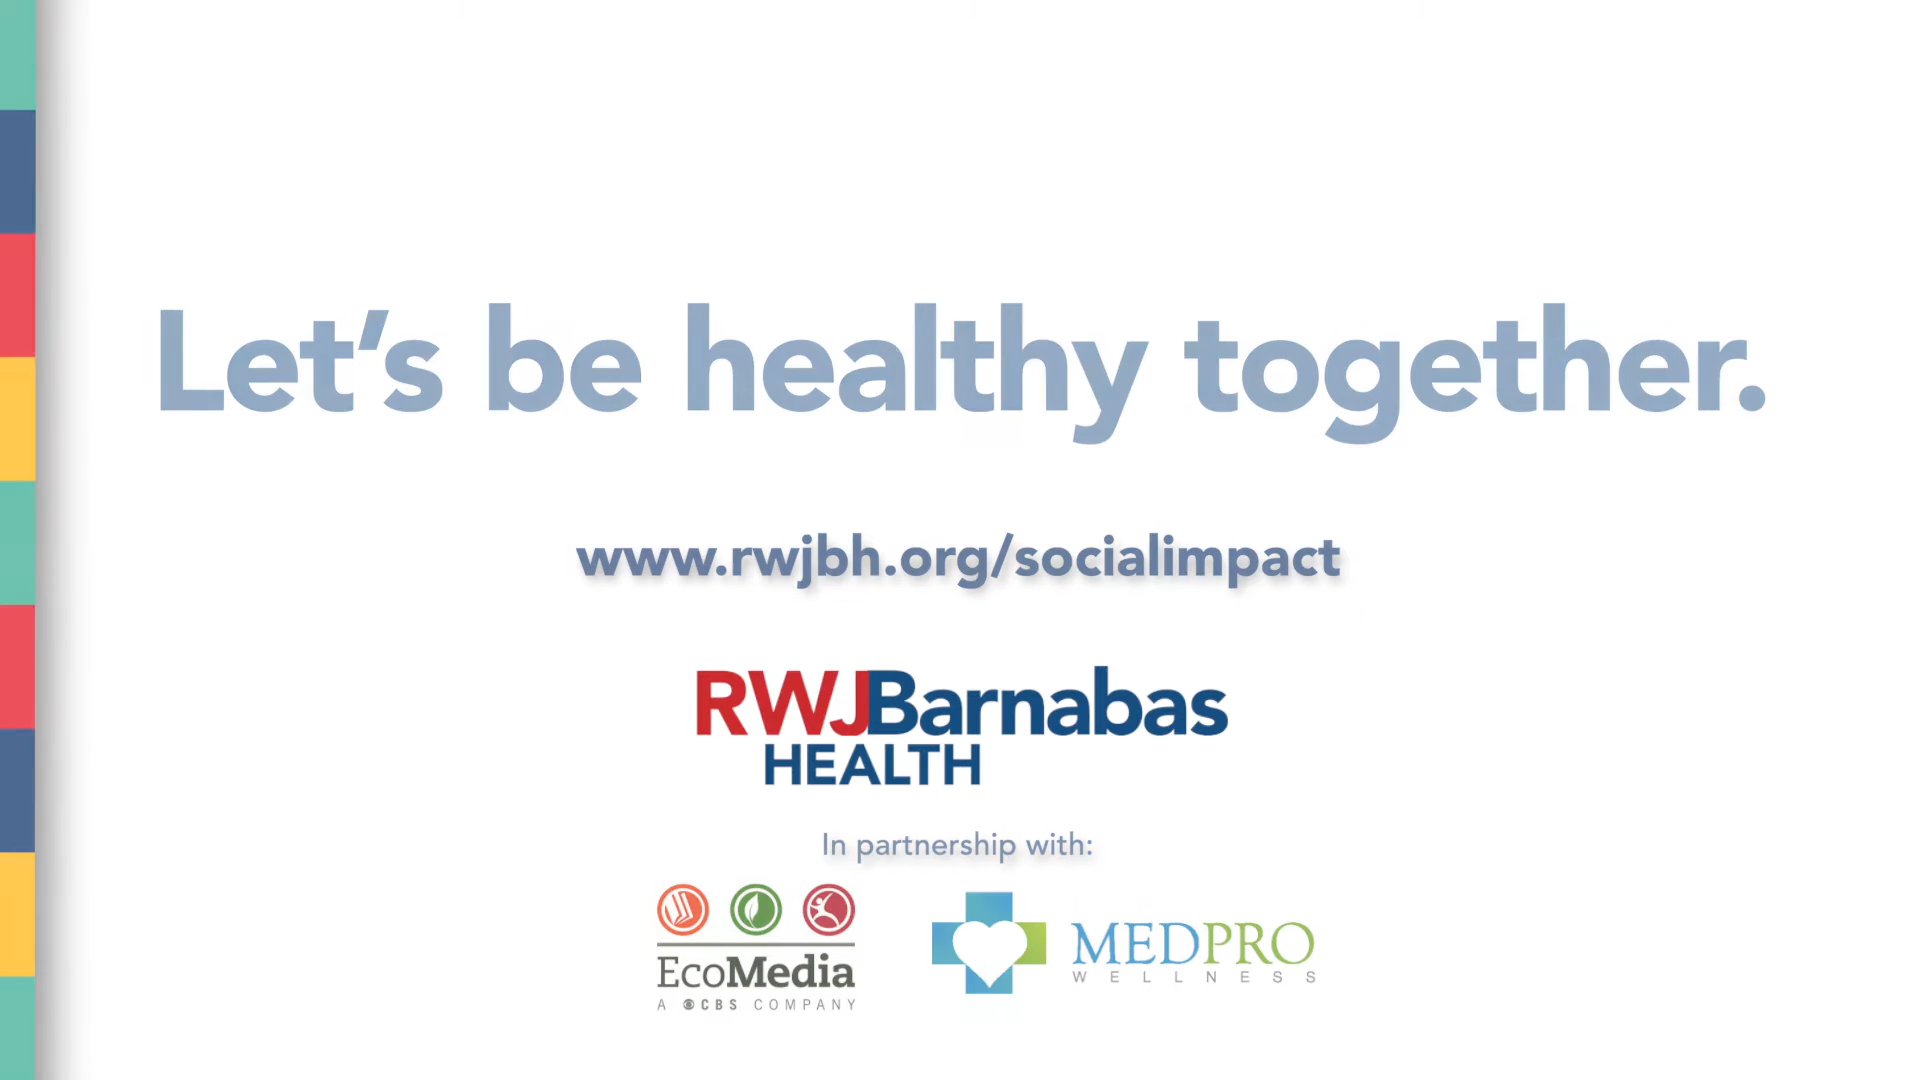 Let's be healthy together.
www.rwjbh.org/socialimpact
RWJBarnabas
HEALTH
In partnership with:
EcoMedia
A CBS COMPANY
MEDPRO
WELLNESS